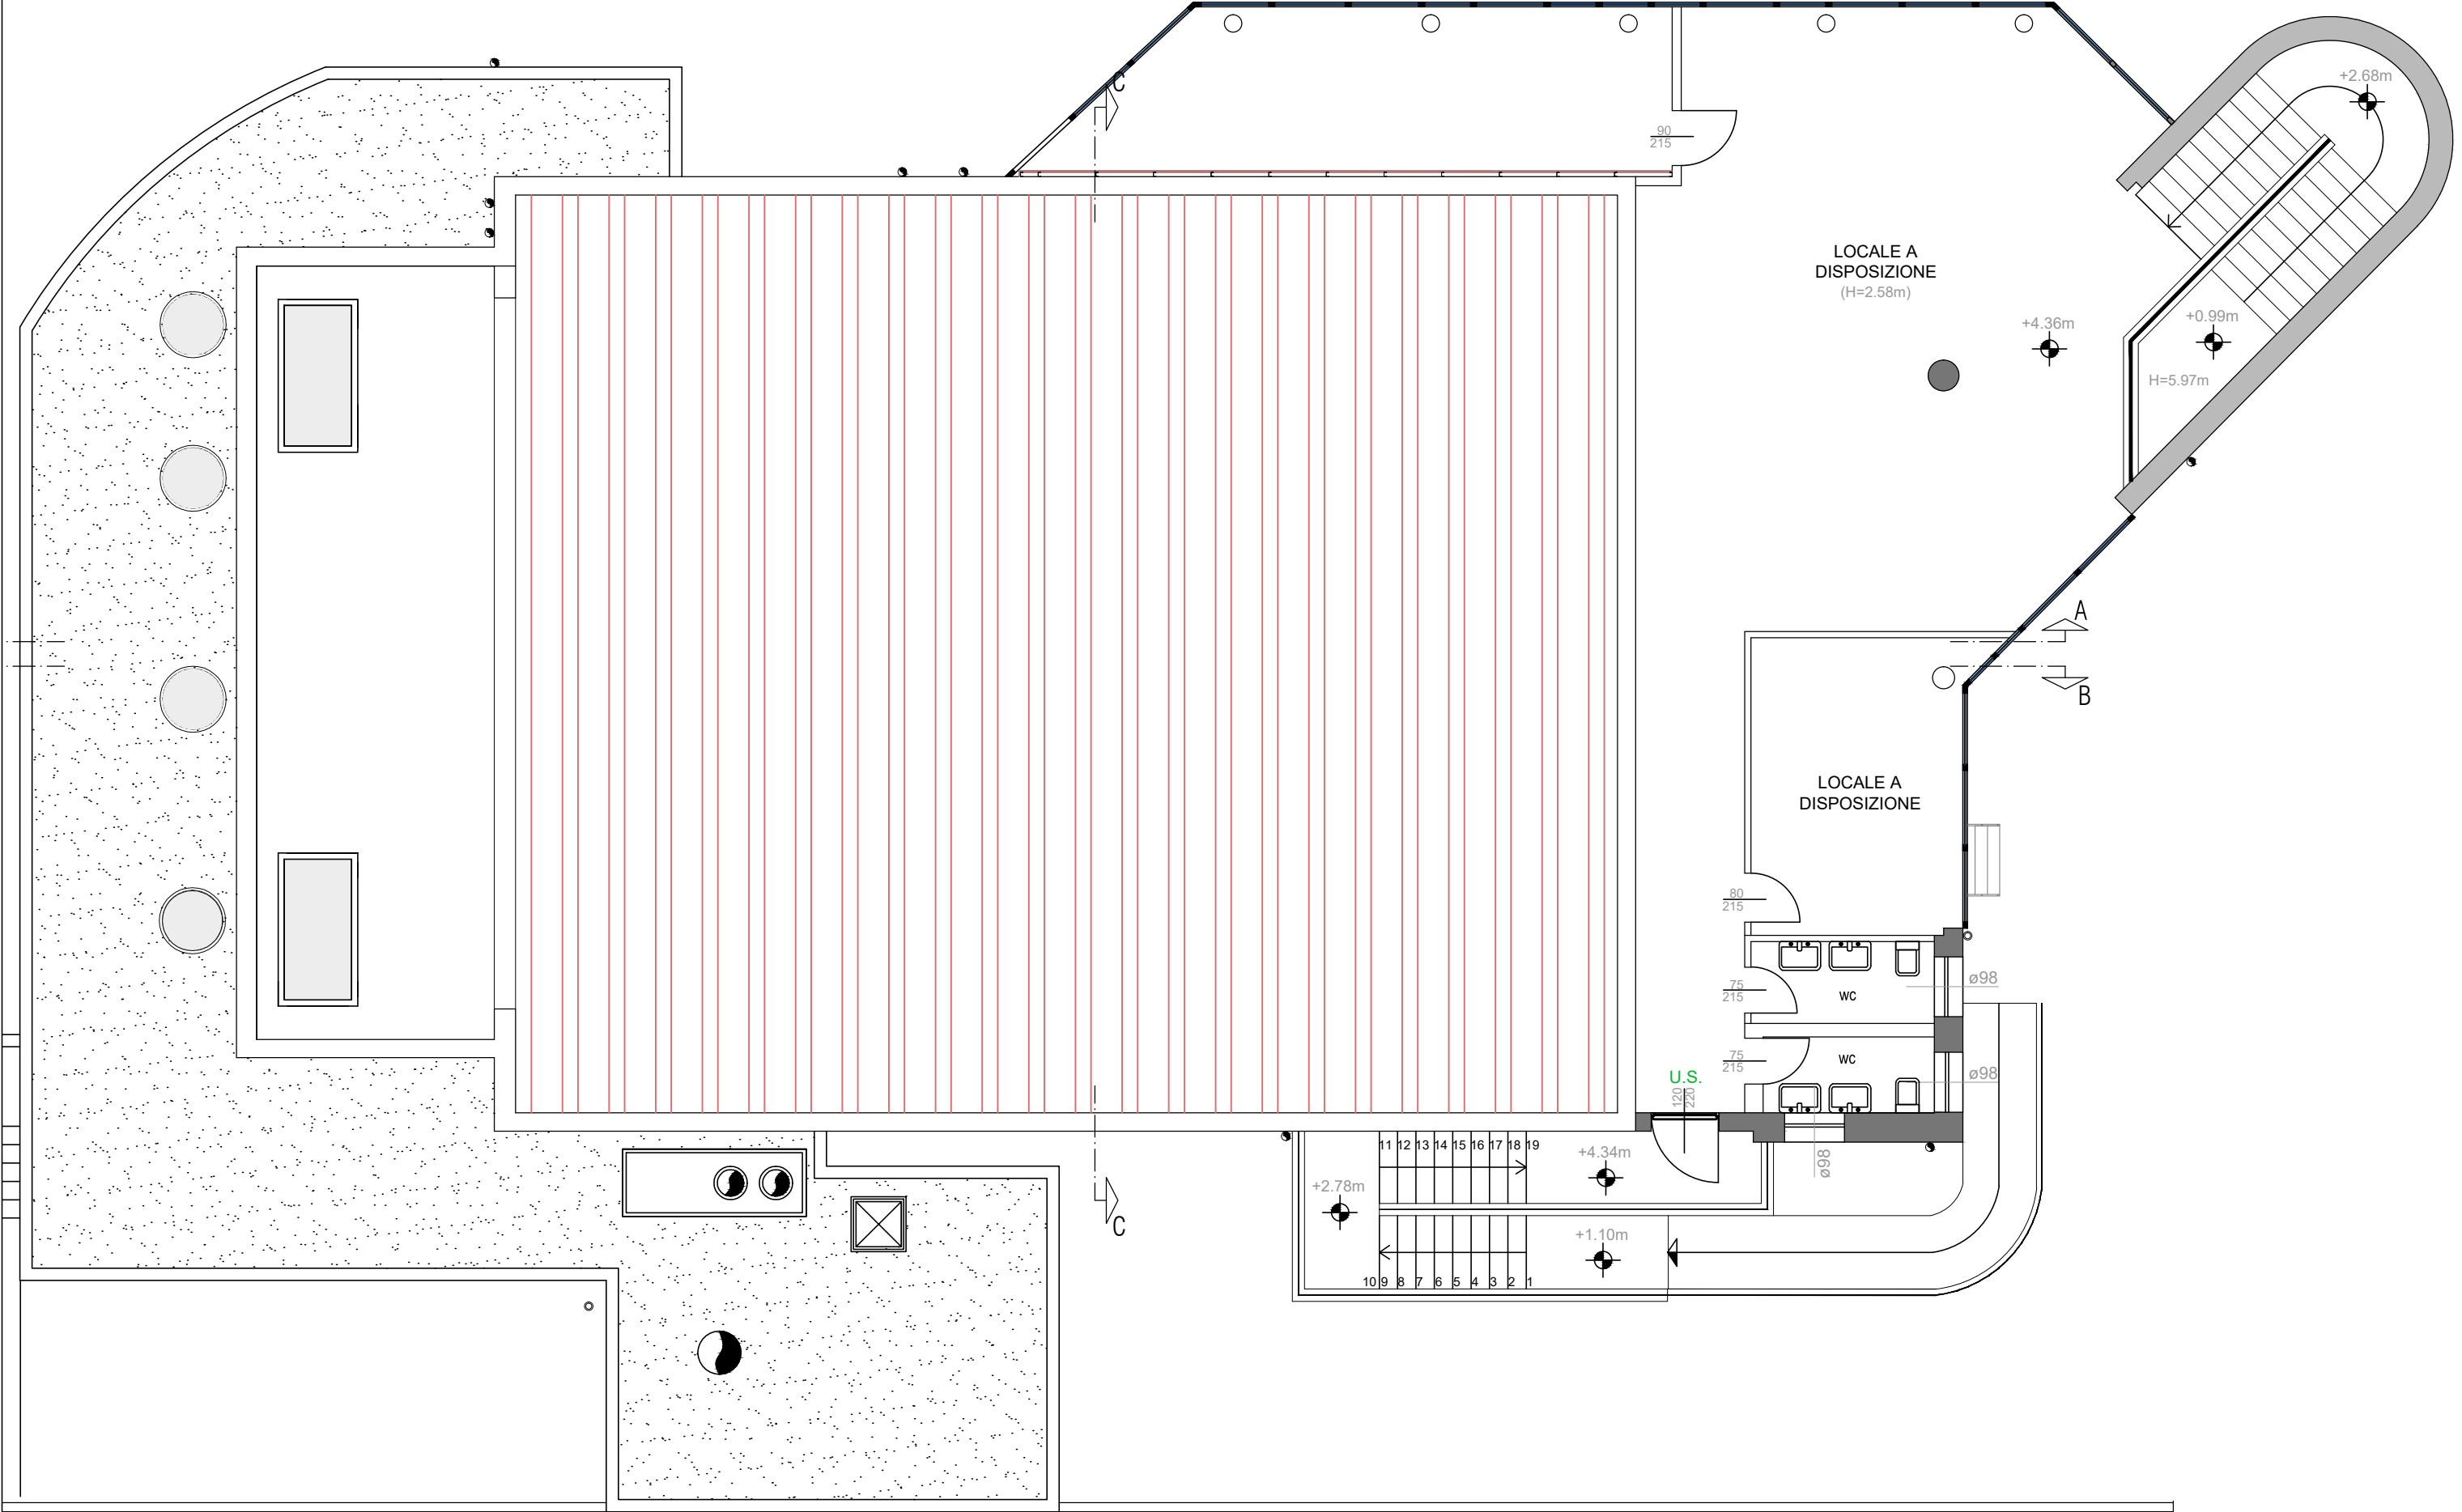 +2.68m
C
90
215
LOCALE A
DISPOSIZIONE
(H=2.58m)
+4.36m
+0.99m
H=5.97m
A
B
LOCALE A
DISPOSIZIONE
80
215
ø98
75
215
WC
75
215
WC
ø98
U.S.
120
220
11 12 13 14 15 16 17 18 19
+4.34m
ø98
+2.78m
C
+1.10m
10 9 8 7 6 5 4 3 2 1